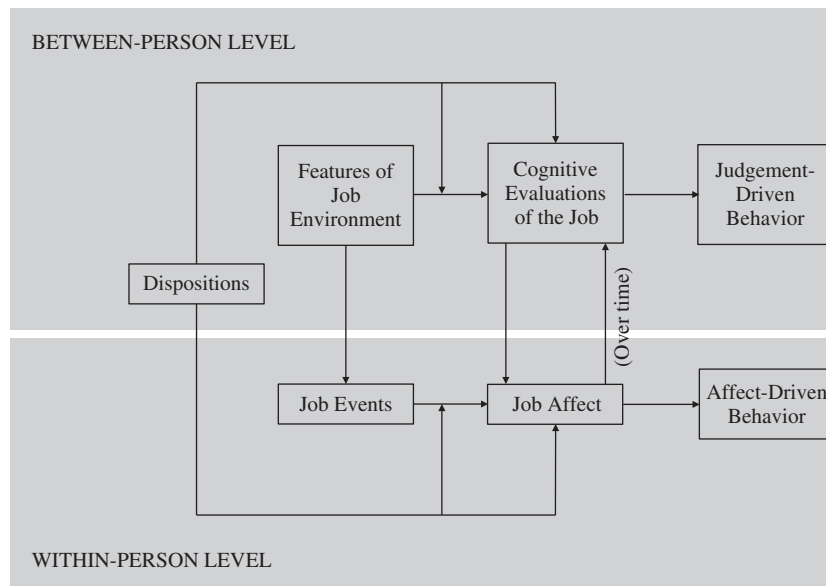 BETWEEN-PERSON LEVEL
Features of
Job
Environment
Cognitive
Evaluations
of the Job
Judgement-
Driven
Behavior
Dispositions
(Over time)
Job Events
Job Affect
Affect-Driven
Behavior
WITHIN-PERSON LEVEL